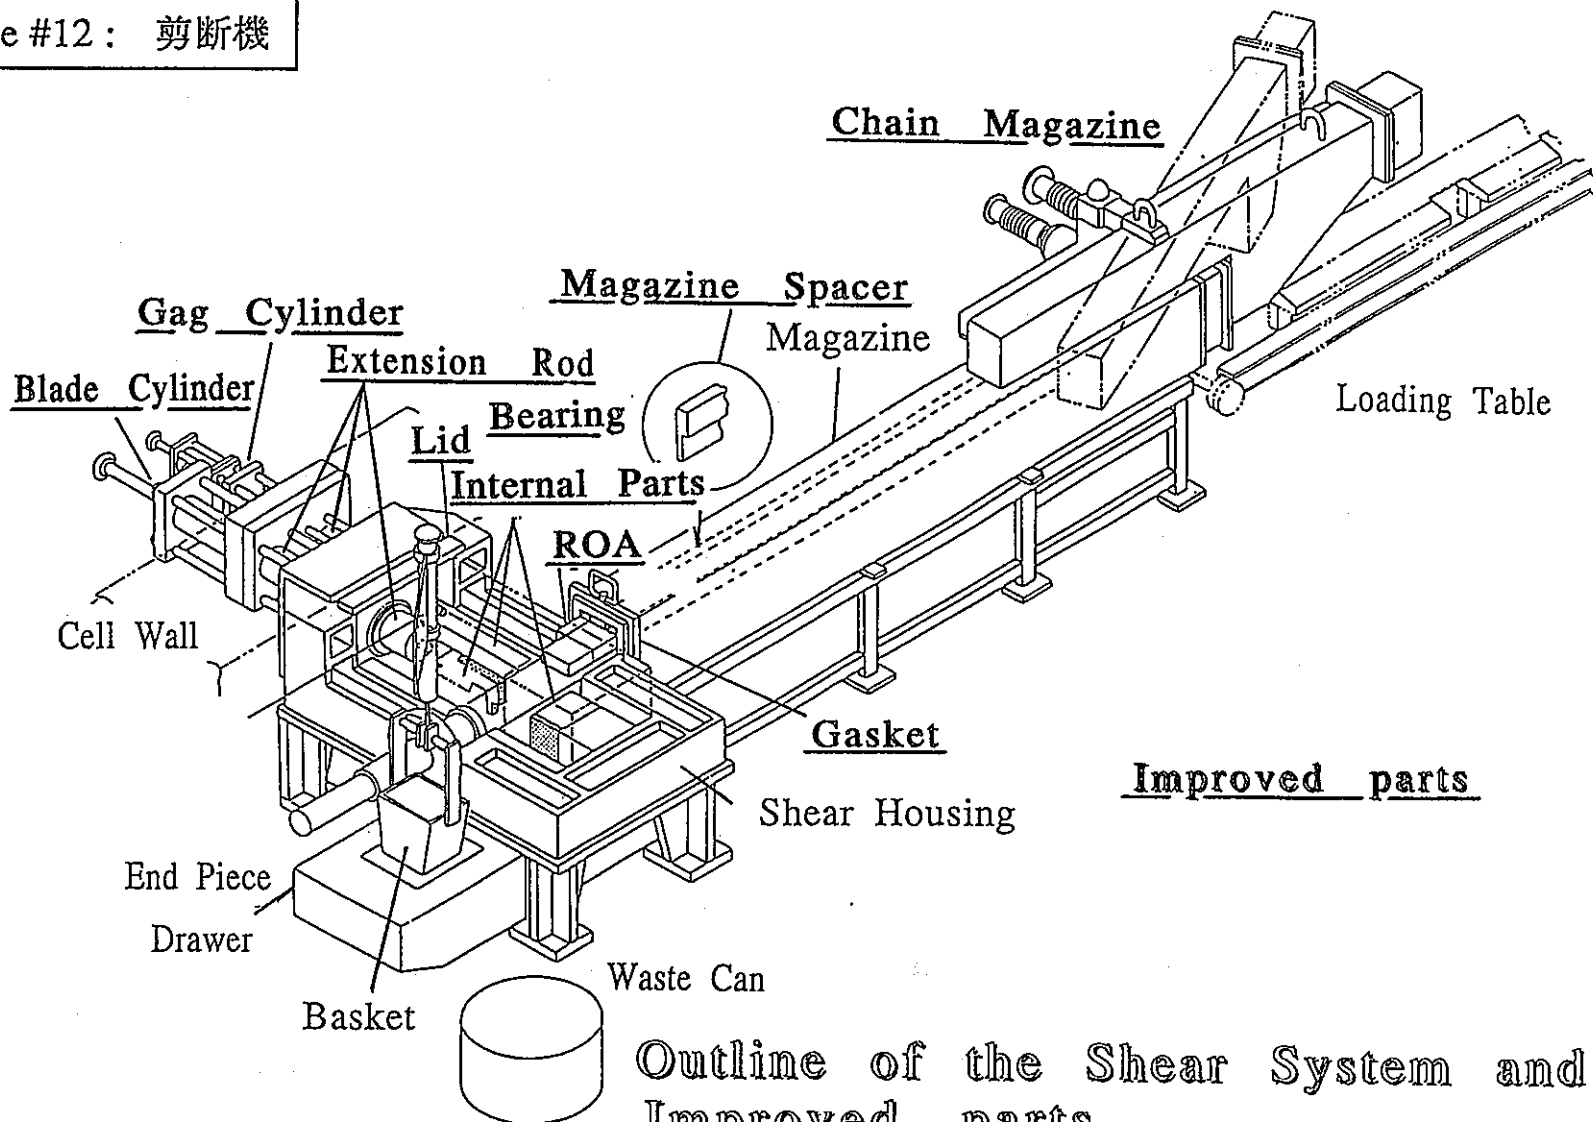 e #12： 剪断機
Chain Magazine
Magazine Spacer
Magazine
Gag Cylinder
Extension Rod
Blade Cylinder
Bearing
Lid
Loading Table
Internal Parts
ROA
Cell Wall
Gasket
Improved parts
Shear Housing
End Piece
Drawer
Waste Can
Basket
Outline of the Shear System and
Improved parts